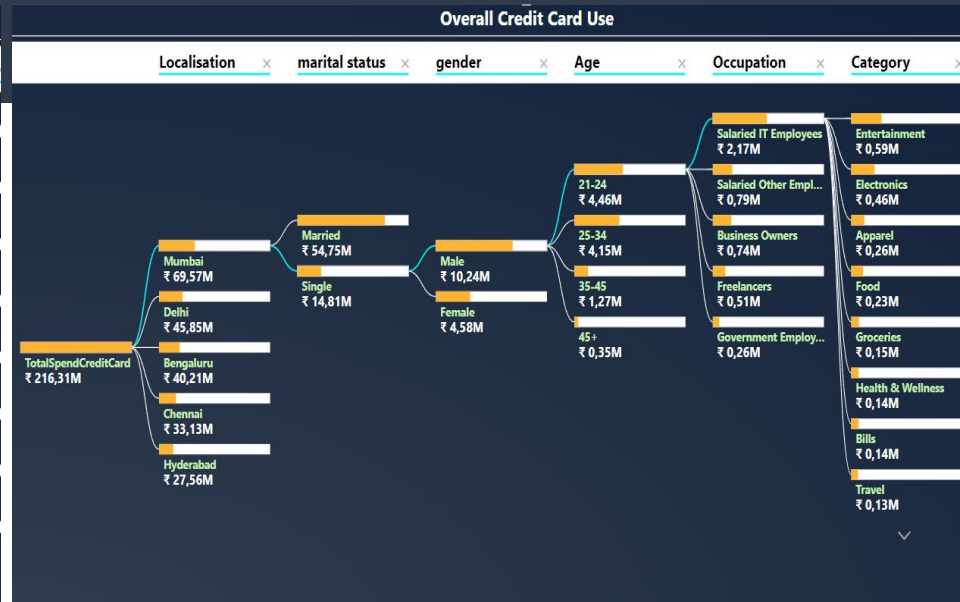 Overall Credit Card Use
Localisation
marital status
gender
Age
Occupation
Category
TotalSpendCreditCard
₹ 216,31M
Mumbai
₹ 69,57M
Delhi
₹ 45,85M
Bengaluru
₹ 40,21M
Chennai
₹ 33,13M
Hyderabad
₹ 27,56M
Married
₹ 54,75M
Single
₹ 14,81M
Male
₹ 10,24M
Female
₹ 4,58M
21-24
₹ 4,46M
25-34
₹ 4,15M
35-45
₹ 1,27M
45+
₹ 0,35M
Salaried IT Employees
₹ 2,17M
Salaried Other Empl...
₹ 0,79M
Business Owners
₹ 0,74M
Freelancers
₹ 0,51M
Government Employ...
₹ 0,26M
Entertainment
₹ 0,59M
Electronics
₹ 0,46M
Apparel
₹ 0,26M
Food
₹ 0,23M
Groceries
₹ 0,15M
Health & Wellness
₹ 0,14M
Bills
₹ 0,14M
Travel
₹ 0,13M